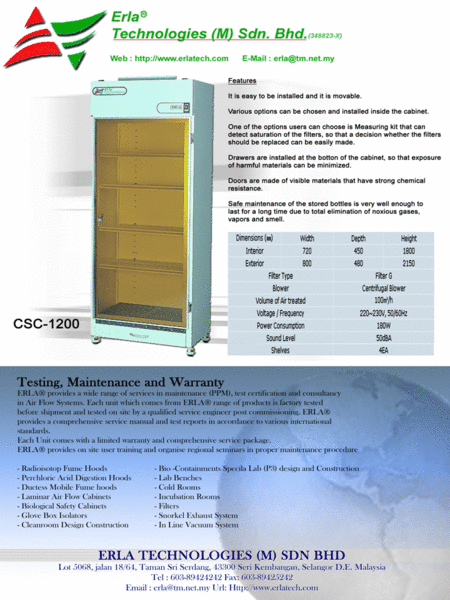 Erla®
Technologies (M) Sdn. Bhd.(348823-X)
Web : http://www.erlatech.com E-Mail : erla@tm.net.my
Features
It is easy to be installed and it is movable.
Various options can be chosen and installed inside the cabinet.
One of the options users can choose is Measuring kit that can
detect saturation of the filters, so that a decision whether the filters
should be replaced can be easily made.
Drawers are installed at the botton of the cabinet, so that exposure
of harmful materials can be minimized.
Doors are made of visible materials that have strong chemical
resistance.
Safe maintenance of the stored bottles is very well enough to
last for a long time due to total elimination of noxious gases,
vapors and smell.
Dimensions (㎜) Width Depth Height
Interior 720 450 1800
Exterior 800 480 2150
Filter Type Filter G
Blower Centrifugal Blower
Volume of Air treated 100㎥/h
Voltage / Frequency 220~230V, 50/60Hz
Power Consumption 180W
Sound Level 50dBA
Shelves 4EA
CSC-1200
Testing, Maintenance and Warranty
ERLA® provides a wide range of services in maintenance (PPM), test certification and consultancy
in Air Flow Systems. Each unit which comes from ERLA® range of products is factory tested
before shipment and tested on site by a qualified service engineer post commissioning. ERLA®
provides a comprehensive service manual and test reports in accordance to various international
standards.
Each Unit comes with a limited warranty and comprehensive service package.
ERLA® provides on site user training and organise regional seminars in proper maintenance procedure
- Radioisotop Fume Hoods
- Perchloric Acid Digestion Hoods
- Ductess Mobile Fume hoods
- Laminar Air Flow Cabinets
- Biological Safety Cabinets
- Glove Box Isolators
- Cleanroom Design Construction
- Bio -Containments Specila Lab (P3) design and Construction
- Lab Benches
- Cold Rooms
- Incubation Rooms
- Filters
- Snorkel Exhaust System
- In Line Vacuum System
ERLA TECHNOLOGIES (M) SDN BHD
Lot 5068, jalan 18/64, Taman Sri Serdang, 43300 Seri Kembangan, Selangor D.E. Malaysia
Tel : 603-89424242 Fax: 603-89425242
Email : erla@tm.net.my Url: Http://www.erlatech.com